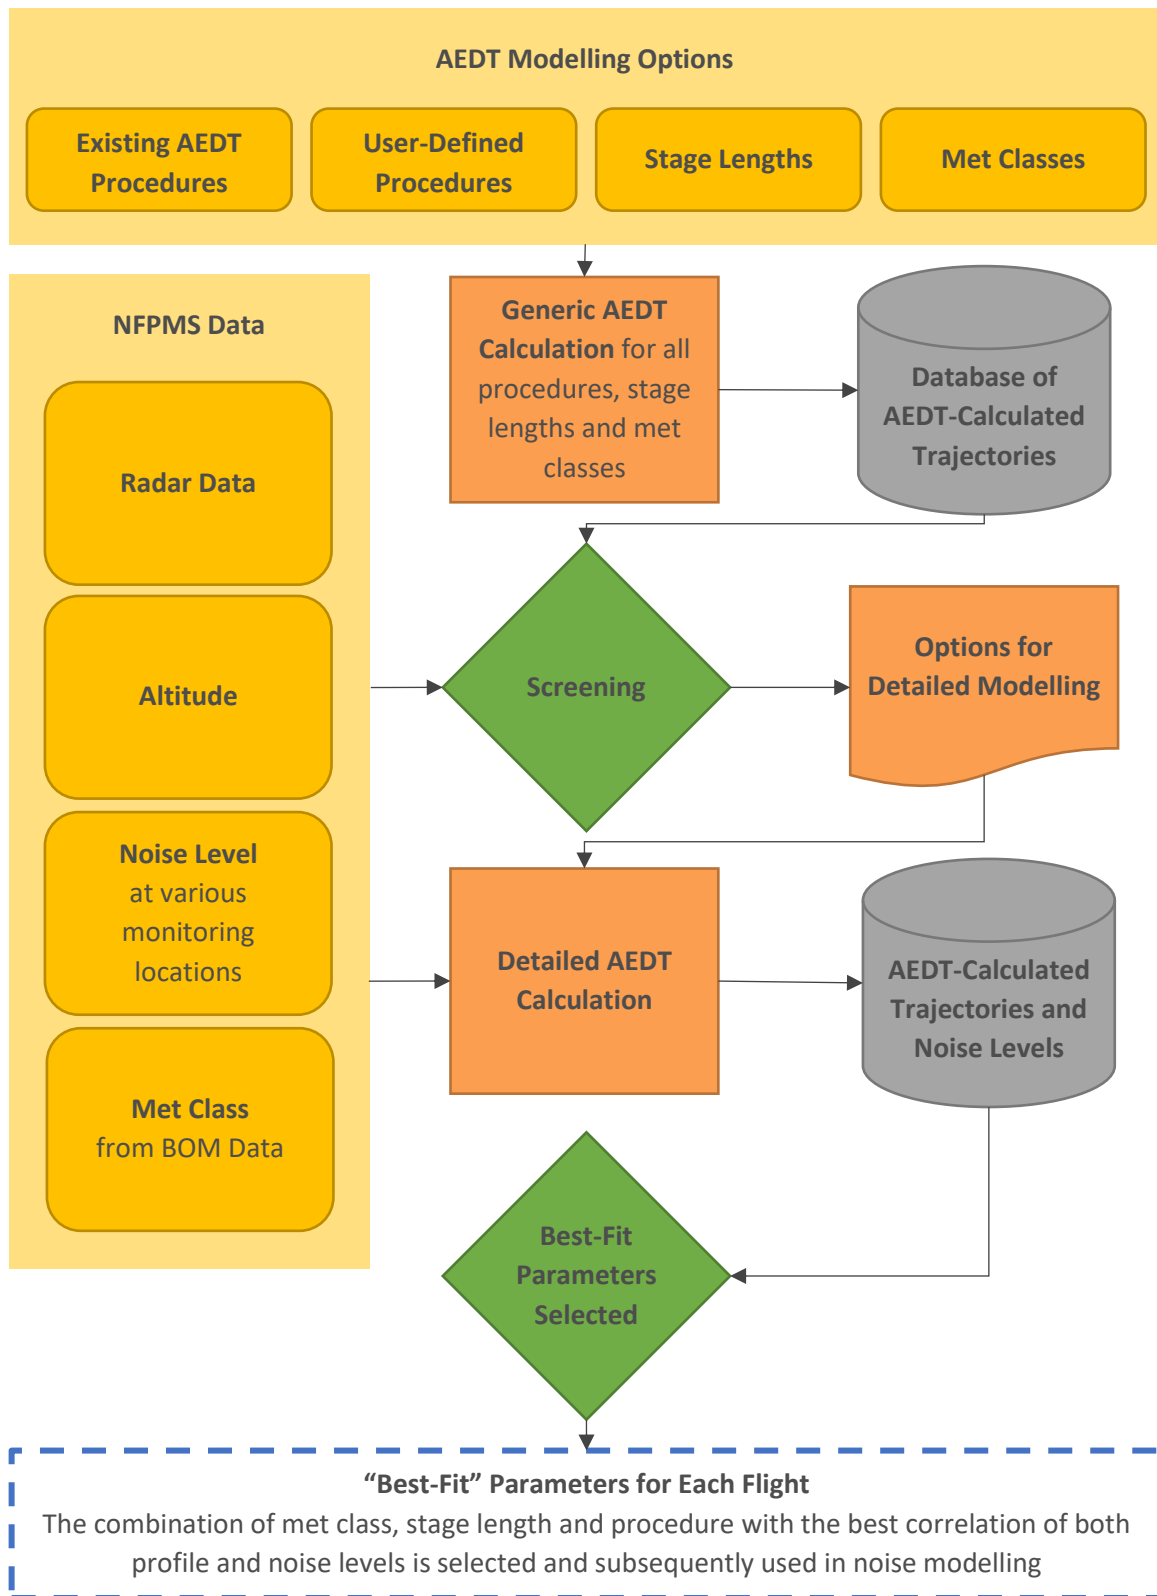 AEDT Modelling Options
Existing AEDT
Procedures
User-Defined
Procedures
Stage Lengths
Met Classes
NFPMS Data
Radar Data
Altitude
Noise Level
at various
monitoring
locations
Met Class
from BOM Data
Generic AEDT
Calculation for all
procedures, stage
lengths and met
classes
Database of
AEDT-Calculated
Trajectories
Screening
Options for
Detailed Modelling
Detailed AEDT
Calculation
AEDT-Calculated
Trajectories and
Noise Levels
Best-Fit
Parameters
Selected
“Best-Fit” Parameters for Each Flight
The combination of met class, stage length and procedure with the best correlation of both
profile and noise levels is selected and subsequently used in noise modelling